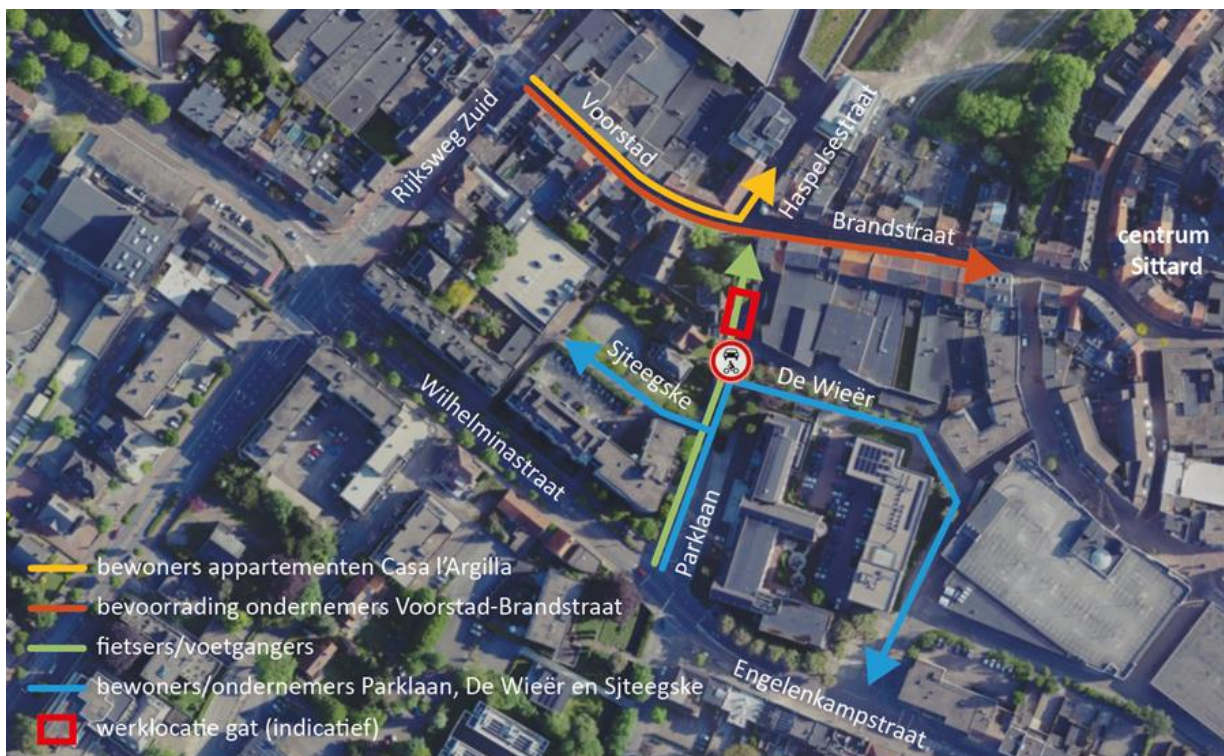 Voorstad
Rijksweg Zuid
Haspelsestraat
Brandstraat
centrum
Sittard
Sjteegske
De Wieër
Wilhelminastraat
Parklaan
Engelenkampstraat
bewoners appartementen Casa l'Argilla
bevoorrading ondernemers Voorstad-Brandstraat
fietsers/voetgangers
bewoners/ondernemers Parklaan, De Wieër en Sjteegske
werklocatie gat (indicatief)